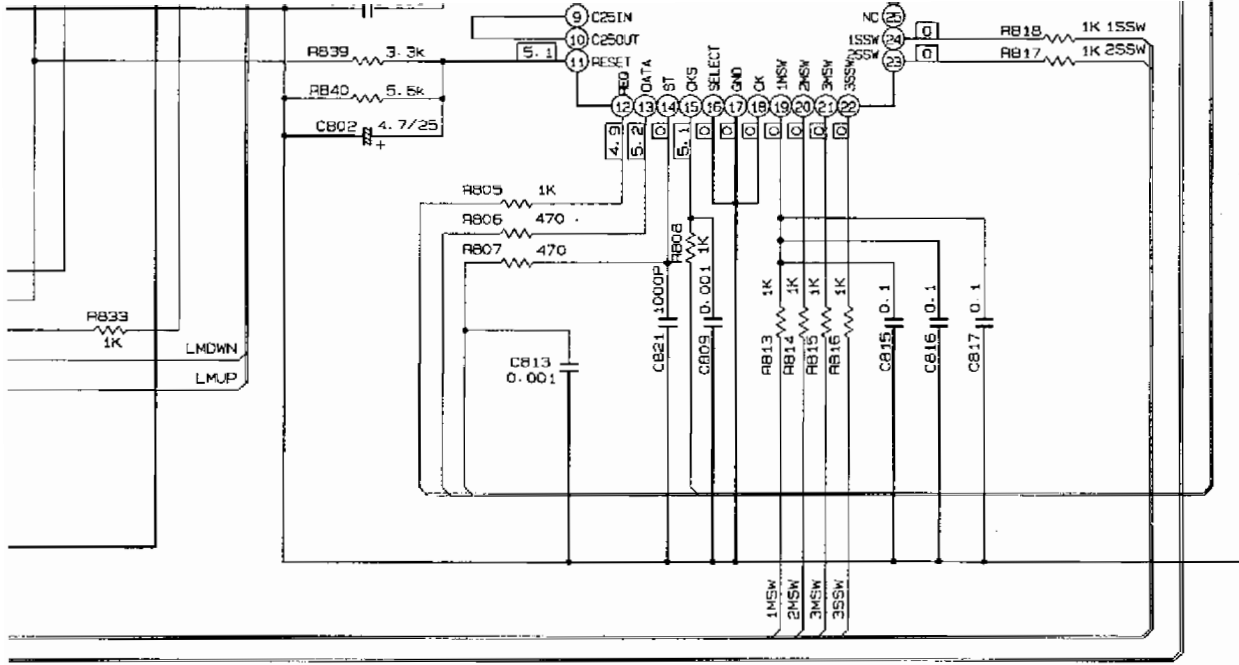 9 C25IN
NC 25
10 C25OUT
1SSW 24 0 R818 1K 1SSW
R839 3.3k
5.1 11 RESET
2SSW 23 0 R817 1K 2SSW
REQ DATA ST CKS SELECT GND CK 1MSW 2MSW 3MSW 3SSW
R840 5.6k
12 13 14 15 16 17 18 19 20 21 22
C802 4.7/25
+
4.9 5.2 0 5.1 0 0 0 0 0 0 0
R805 1K
R806 470
R807 470
R808 1K
R833
1K
LMDWN
LMUP
C813
0.001
C821 1000P
C809 0.001
R813 1K
R814 1K
R815 1K
R816 1K
C815 0.1
C816 0.1
C817 0.1
1MSW
2MSW
3MSW
3SSW